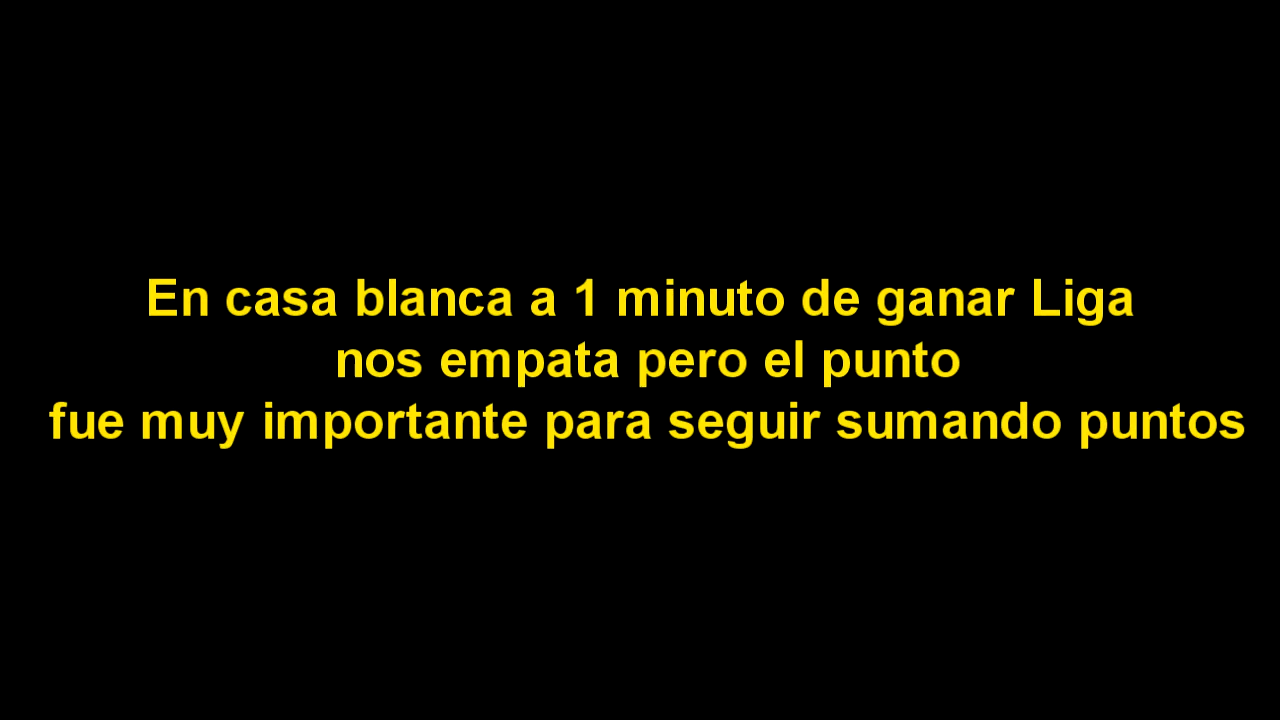 En casa blanca a 1 minuto de ganar Liga
nos empata pero el punto
fue muy importante para seguir sumando puntos